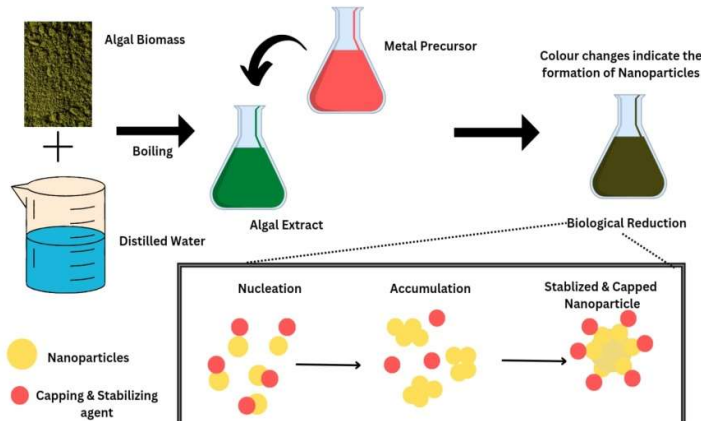 Algal Biomass
Metal Precursor
Colour changes indicate the
formation of Nanoparticles
Boiling
Algal Extract
Distilled Water
Biological Reduction
Nucleation
Accumulation
Stablized & Capped
Nanoparticle
Nanoparticles
Capping & Stabilizing
agent